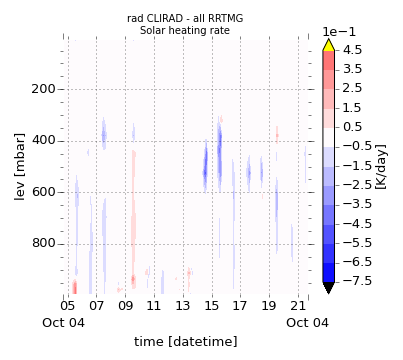 rad CLIRAD - all RRTMG
Solar heating rate
1e−1
4.5
3.5
2.5
1.5
0.5
−0.5
−1.5
−2.5
−3.5
−4.5
−5.5
−6.5
−7.5
[K/day]
lev [mbar]
200
400
600
800
05 07 09 11 13 15 17 19 21
Oct 04 Oct 04
time [datetime]